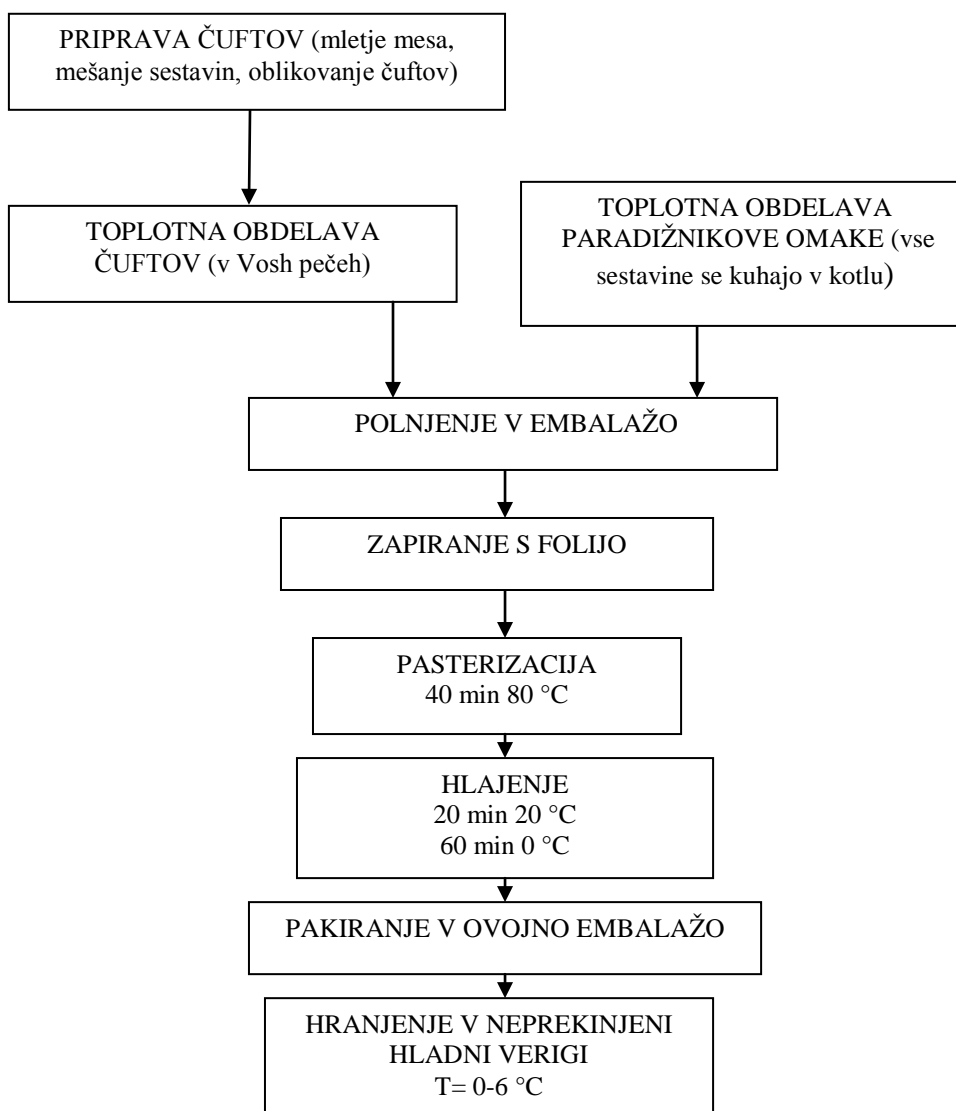 PRIPRAVA ČUFTOV (mletje mesa,
mešanje sestavin, oblikovanje čuftov)
TOPLOTNA OBDELAVA
ČUFTOV (v Vosh pečeh)
TOPLOTNA OBDELAVA
PARADIŽNIKOVE OMAKE (vse
sestavine se kuhajo v kotlu)
POLNJENJE V EMBALAŽO
ZAPIRANJE S FOLIJO
PASTERIZACIJA
40 min 80 °C
HLAJENJE
20 min 20 °C
60 min 0 °C
PAKIRANJE V OVOJNO EMBALAŽO
HRANJENJE V NEPREKINJENI
HLADNI VERIGI
T= 0-6 °C